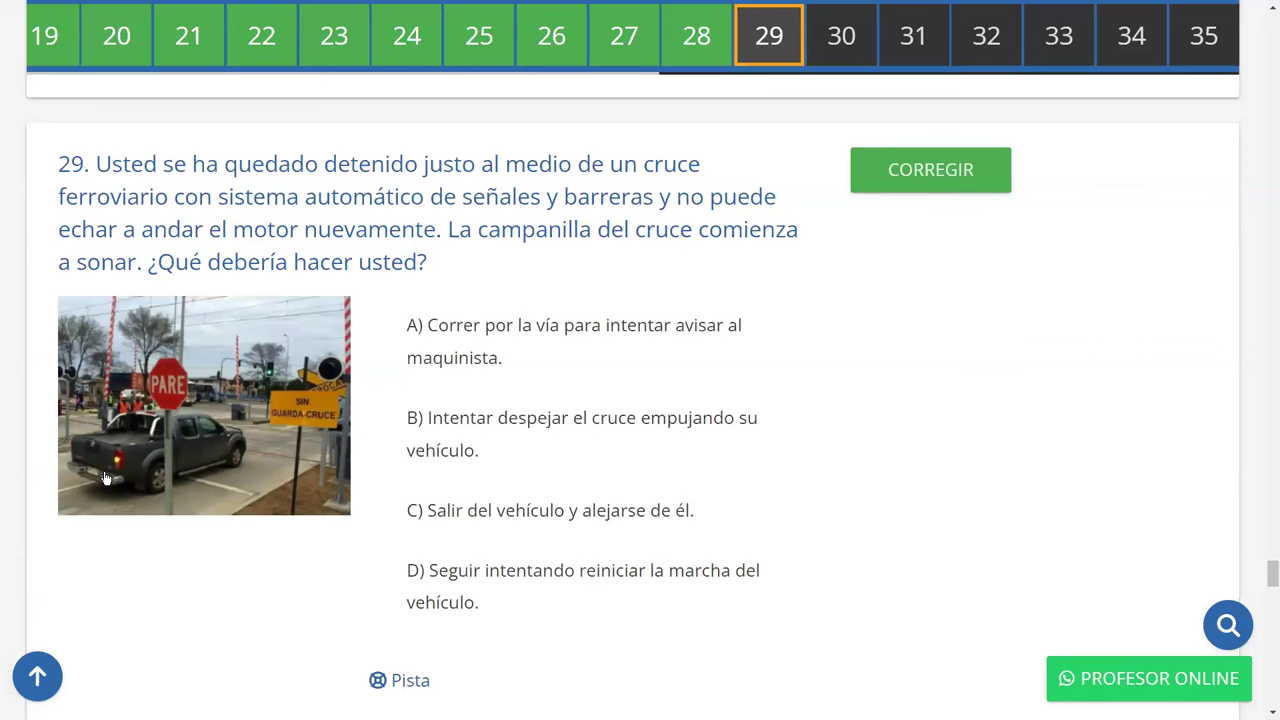 19 20 21 22 23 24 25 26 27 28 29 30 31 32 33 34 35
29. Usted se ha quedado detenido justo al medio de un cruce
ferroviario con sistema automático de señales y barreras y no puede
echar a andar el motor nuevamente. La campanilla del cruce comienza
a sonar. ¿Qué debería hacer usted?
CORREGIR
PARE
SIN
GUARDA-CRUCE
A) Correr por la vía para intentar avisar al
maquinista.
B) Intentar despejar el cruce empujando su
vehículo.
C) Salir del vehículo y alejarse de él.
D) Seguir intentando reiniciar la marcha del
vehículo.
Pista
PROFESOR ONLINE